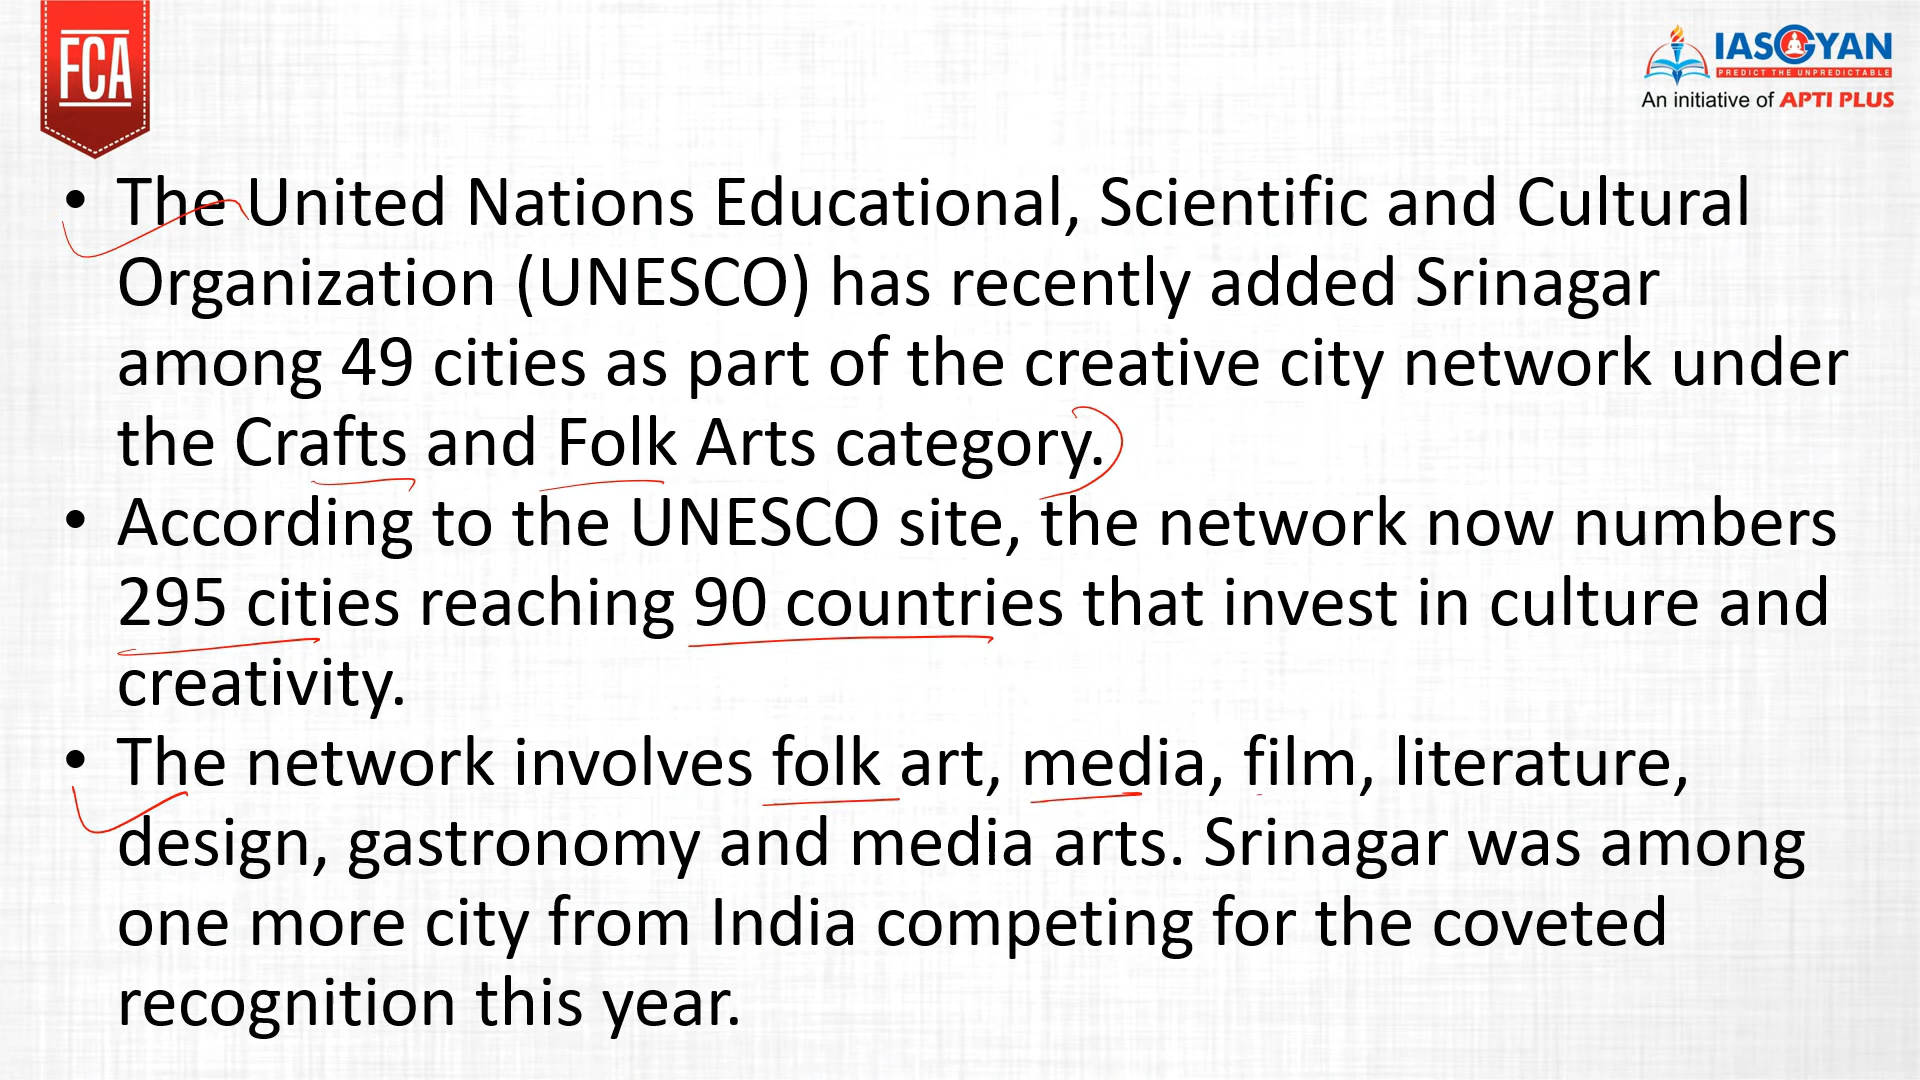 FCA
IASGYAN
PREDICT THE UNPREDICTABLE
An initiative of APTI PLUS
• The United Nations Educational, Scientific and Cultural
Organization (UNESCO) has recently added Srinagar
among 49 cities as part of the creative city network under
the Crafts and Folk Arts category.
• According to the UNESCO site, the network now numbers
295 cities reaching 90 countries that invest in culture and
creativity.
• The network involves folk art, media, film, literature,
design, gastronomy and media arts. Srinagar was among
one more city from India competing for the coveted
recognition this year.